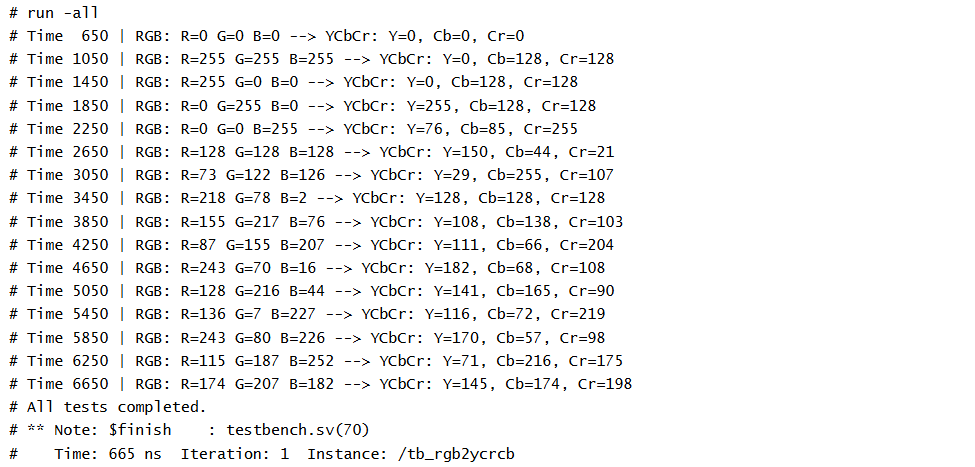 # run -all
# Time  650 | RGB: R=0 G=0 B=0 --> YCbCr: Y=0, Cb=0, Cr=0
# Time 1050 | RGB: R=255 G=255 B=255 --> YCbCr: Y=0, Cb=128, Cr=128
# Time 1450 | RGB: R=255 G=0 B=0 --> YCbCr: Y=0, Cb=128, Cr=128
# Time 1850 | RGB: R=0 G=255 B=0 --> YCbCr: Y=255, Cb=128, Cr=128
# Time 2250 | RGB: R=0 G=0 B=255 --> YCbCr: Y=76, Cb=85, Cr=255
# Time 2650 | RGB: R=128 G=128 B=128 --> YCbCr: Y=150, Cb=44, Cr=21
# Time 3050 | RGB: R=73 G=122 B=126 --> YCbCr: Y=29, Cb=255, Cr=107
# Time 3450 | RGB: R=218 G=78 B=2 --> YCbCr: Y=128, Cb=128, Cr=128
# Time 3850 | RGB: R=155 G=217 B=76 --> YCbCr: Y=108, Cb=138, Cr=103
# Time 4250 | RGB: R=87 G=155 B=207 --> YCbCr: Y=111, Cb=66, Cr=204
# Time 4650 | RGB: R=243 G=70 B=16 --> YCbCr: Y=182, Cb=68, Cr=108
# Time 5050 | RGB: R=128 G=216 B=44 --> YCbCr: Y=141, Cb=165, Cr=90
# Time 5450 | RGB: R=136 G=7 B=227 --> YCbCr: Y=116, Cb=72, Cr=219
# Time 5850 | RGB: R=243 G=80 B=226 --> YCbCr: Y=170, Cb=57, Cr=98
# Time 6250 | RGB: R=115 G=187 B=252 --> YCbCr: Y=71, Cb=216, Cr=175
# Time 6650 | RGB: R=174 G=207 B=182 --> YCbCr: Y=145, Cb=174, Cr=198
# All tests completed.
# ** Note: $finish    : testbench.sv(70)
#    Time: 665 ns  Iteration: 1  Instance: /tb_rgb2ycrcb